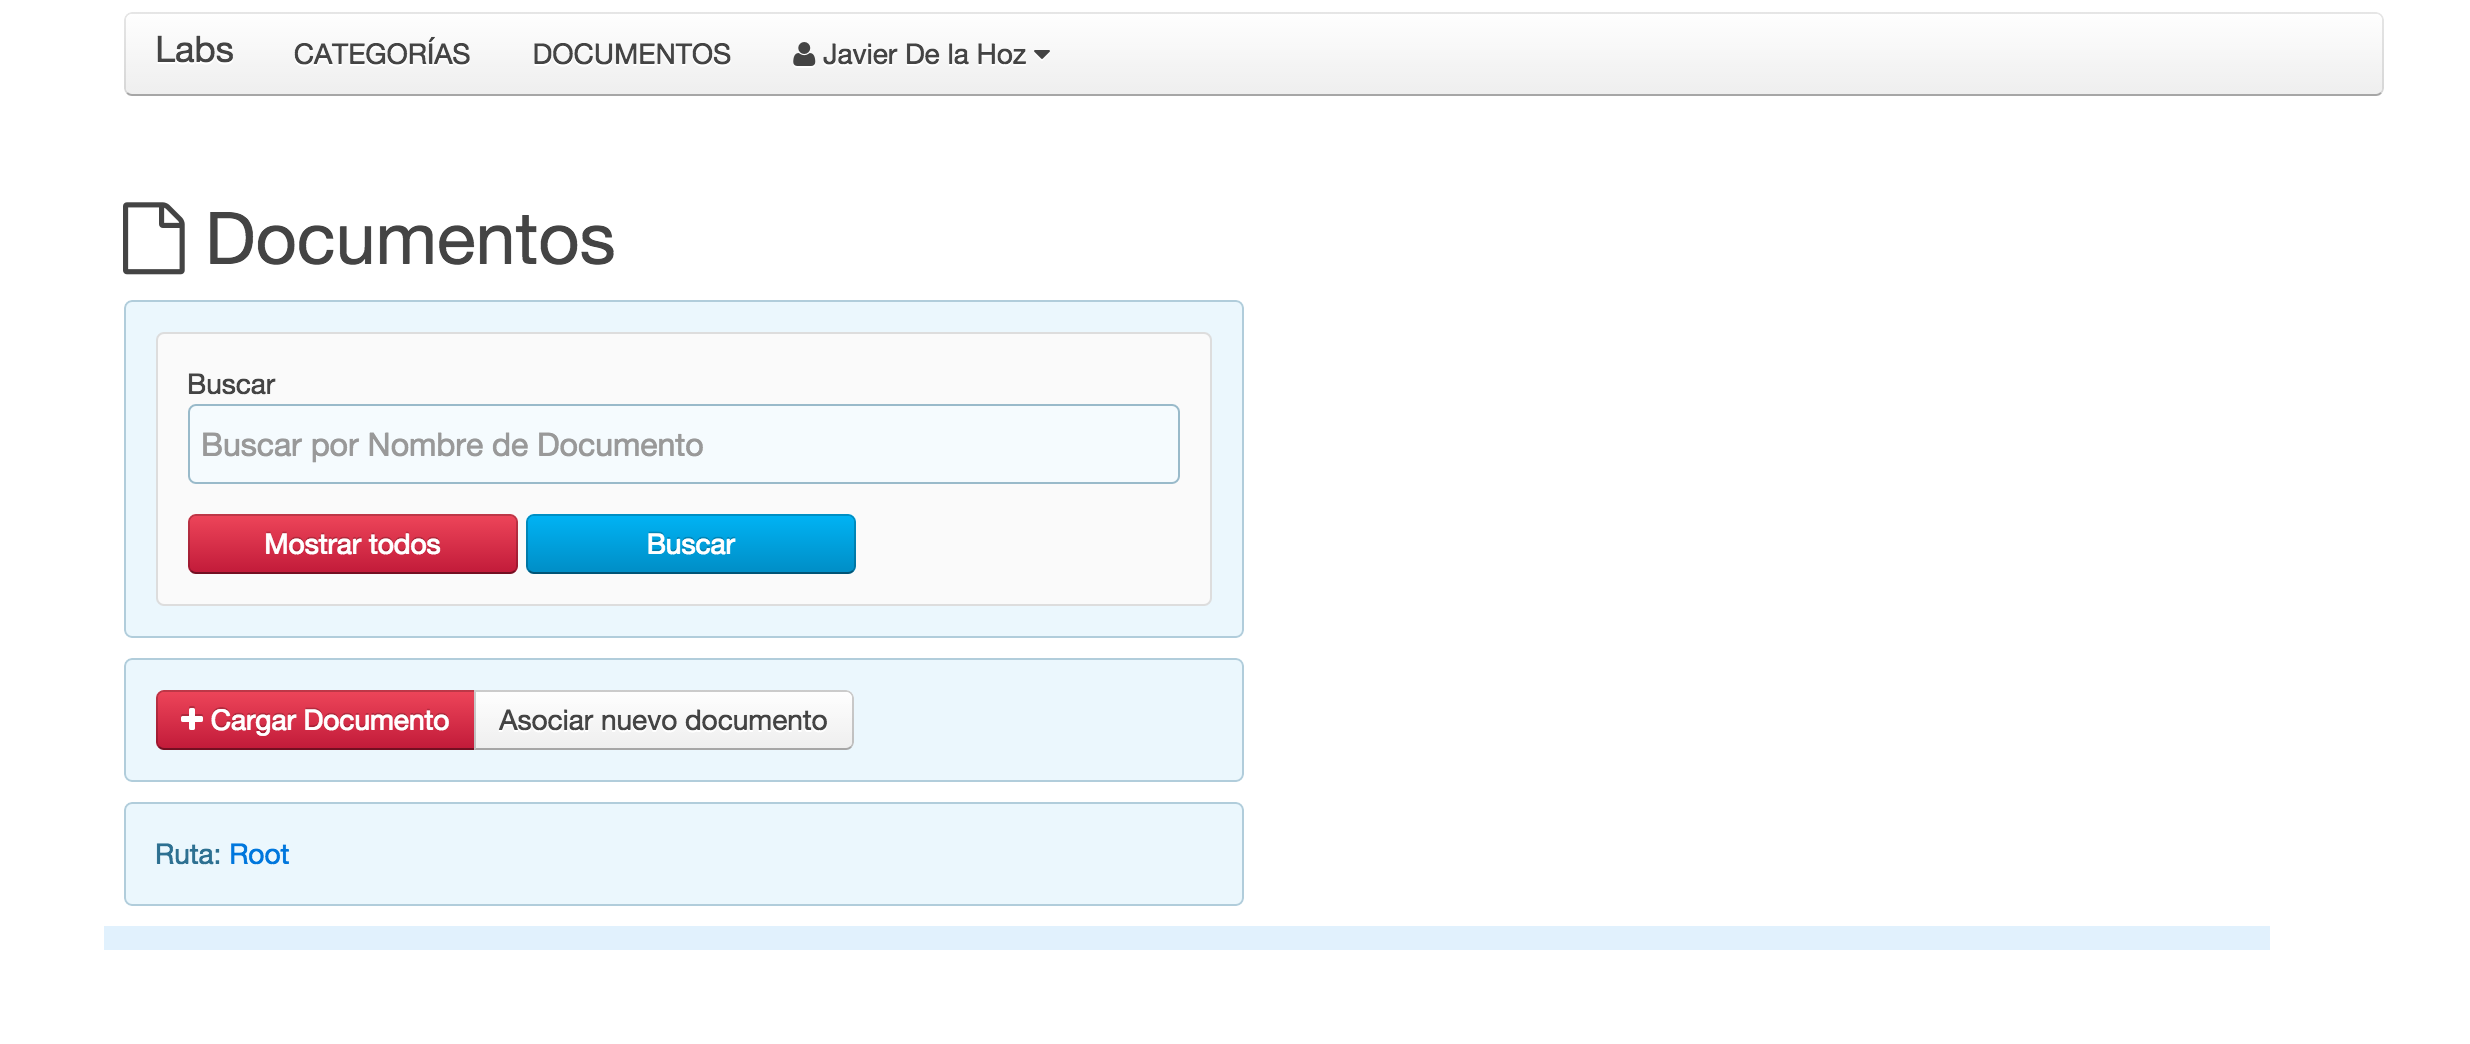 Labs CATEGORÍAS DOCUMENTOS Javier De la Hoz
Documentos
Buscar
Buscar por Nombre de Documento
Mostrar todos Buscar
Cargar Documento Asociar nuevo documento
Ruta: Root